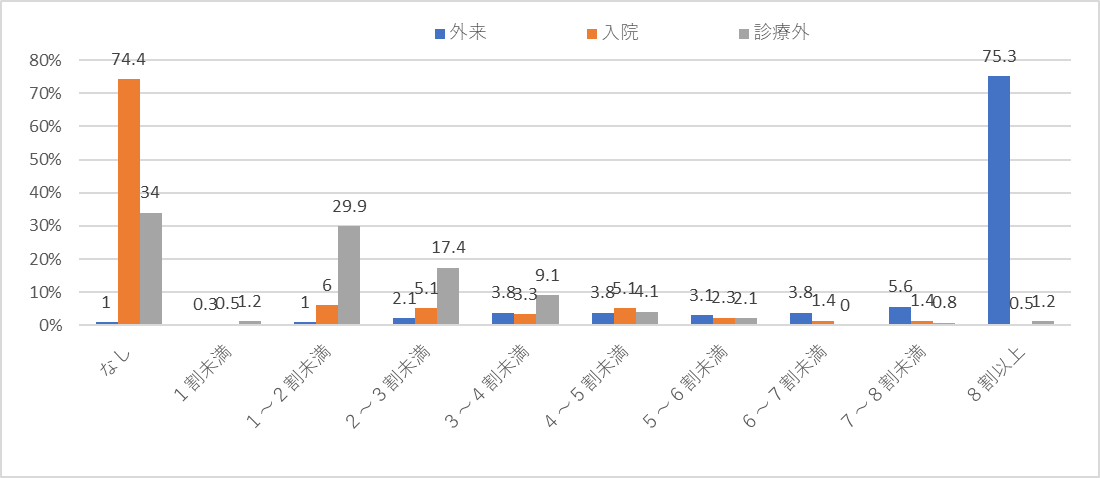 外来 入院 診療外
80%
70%
60%
50%
40%
30%
20%
10%
0%
1 74.4 34
0.3 0.5 1.2
1 6 29.9
2.1 5.1 17.4
3.8 3.3 9.1
3.8 5.1 4.1
3.1 2.3 2.1
3.8 1.4 0
5.6 1.4 0.8
75.3 0.5 1.2
なし
1割未満
1～2割未満
2～3割未満
3～4割未満
4～5割未満
5～6割未満
6～7割未満
7～8割未満
8割以上